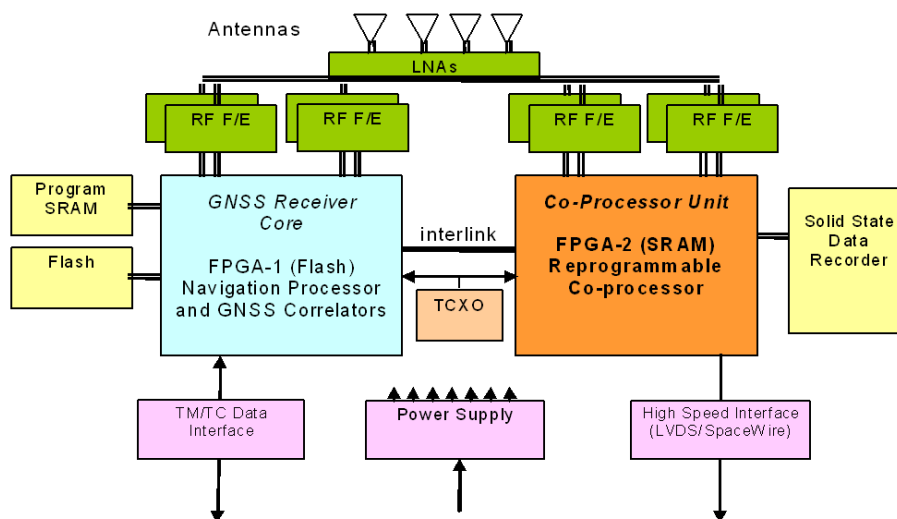 Antennas
LNAs
RF F/E
RF F/E
RF F/E
RF F/E
Program
SRAM
GNSS Receiver
Core
Co-Processor Unit
Solid State
Data
Recorder
interlink
FPGA-2 (SRAM)
Reprogrammable
Co-processor
Flash
FPGA-1 (Flash)
Navigation Processor
and GNSS Correlators
TCXO
TM/TC Data
Interface
Power Supply
High Speed Interface
(LVDS/SpaceWire)